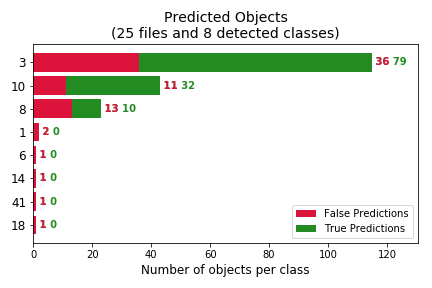 Predicted Objects
(25 files and 8 detected classes)
3 36 79
10 11 32
8 13 10
1 2 0
6 1 0
14 1 0
41 1 0
18 1 0
False Predictions
True Predictions
0 20 40 60 80 100 120
Number of objects per class